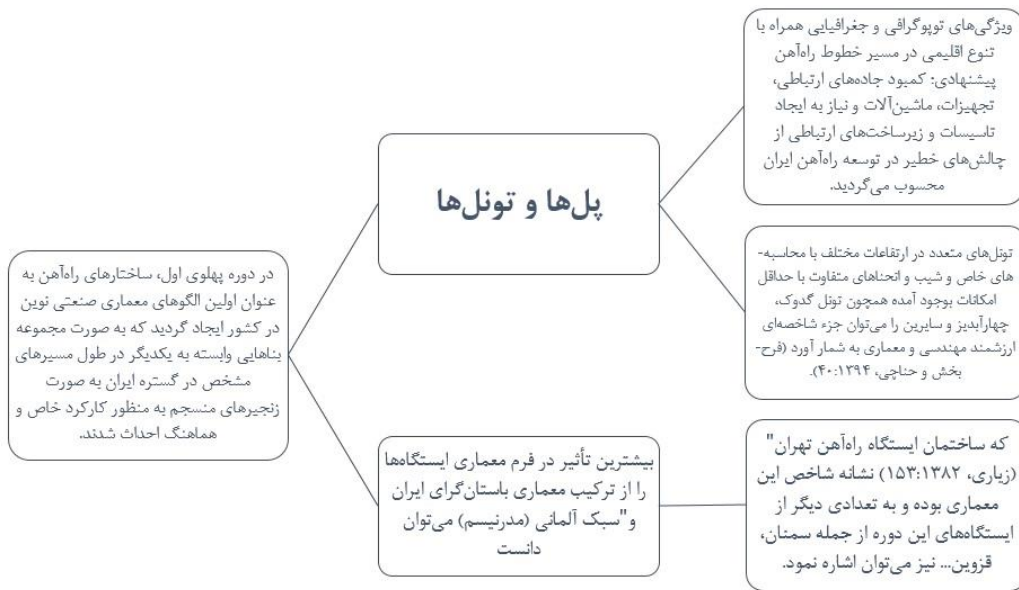 ویژگی‌های توپوگرافی و جغرافیایی همراه با
تنوع اقلیمی در مسیر خطوط راه‌آهن
پیشنهادی: کمبود جاده‌های ارتباطی،
تجهیزات، ماشین‌آلات و نیاز به ایجاد
تاسیسات و زیرساخت‌های ارتباطی از
چالش‌های خطیر در توسعه راه‌آهن ایران
محسوب می‌گردید.
پل‌ها و تونل‌ها
تونل‌های متعدد در ارتفاعات مختلف با محاسبه-
های خاص و شیب و انحناهای متفاوت با حداقل
امکانات بوجود آمده همچون تونل گدوک،
چهارآبدیز و سایرین را می‌توان جزء شاخصه‌ای
ارزشمند مهندسی و معماری به شمار آورد (فرح-
بخش و حناچی، ۴۰:۱۳۹۴).
در دوره پهلوی اول، ساختارهای راه‌آهن به
عنوان اولین الگوهای معماری صنعتی نوین
در کشور ایجاد گردید که به صورت مجموعه
بناهایی وابسته به یکدیگر در طول مسیرهای
مشخص در گستره ایران به صورت
زنجیرهای منسجم به منظور کارکرد خاص و
هماهنگ احداث شدند.
بیشترین تأثیر در فرم معماری ایستگاه‌ها
را از ترکیب معماری باستان‌گرای ایران
و"سبک آلمانی (مدرنیسم) می‌توان
دانست
که ساختمان ایستگاه راه‌آهن تهران"
(زیاری، ۱۵۳:۱۳۸۲) نشانه شاخص این
معماری بوده و به تعدادی دیگر از
ایستگاه‌های این دوره از جمله سمنان،
قزوین... نیز می‌توان اشاره نمود.